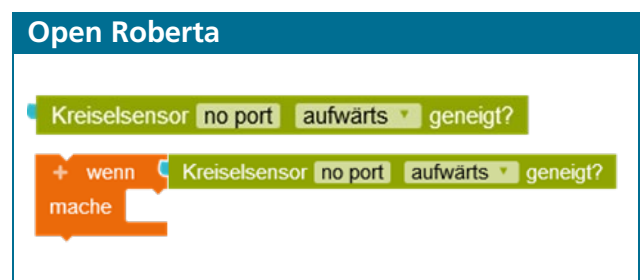 Open Roberta
Kreiselsensor no port aufwärts geneigt?
+ wenn Kreiselsensor no port aufwärts geneigt?
mache